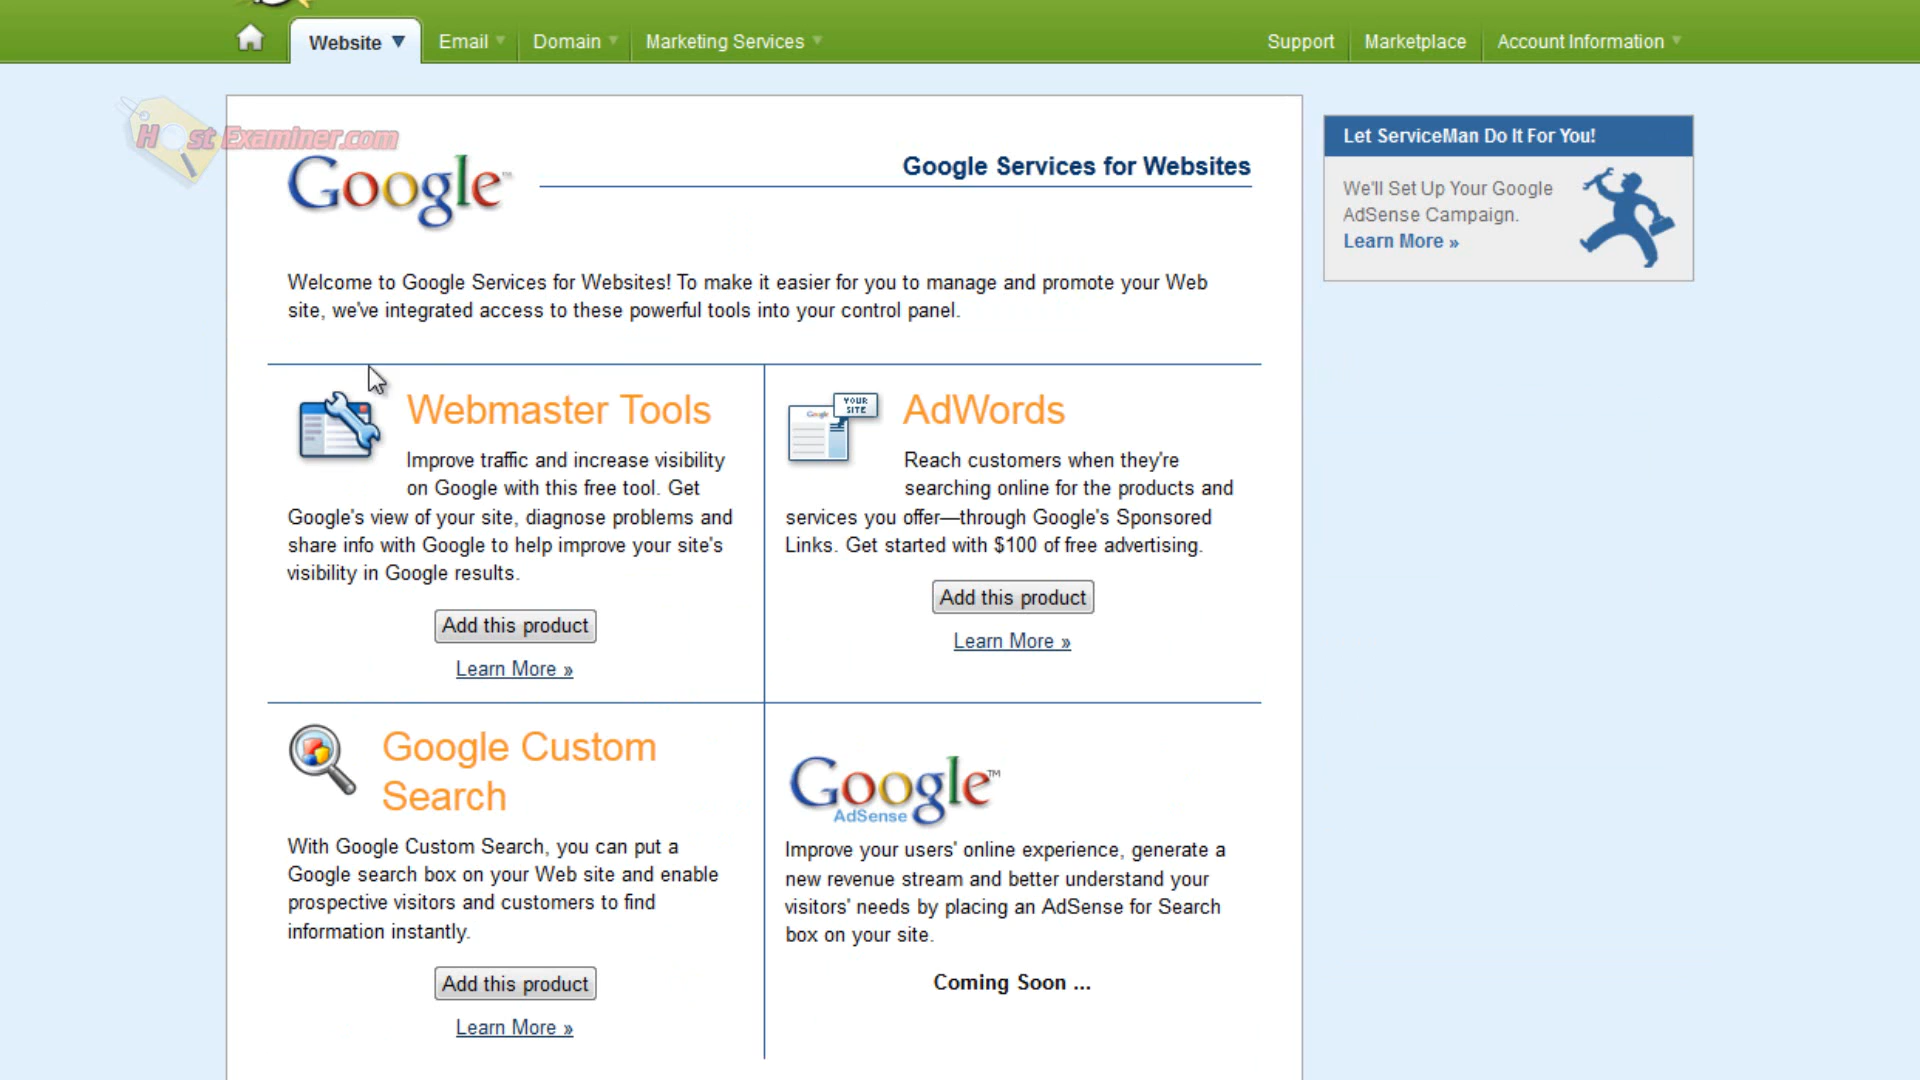 Website
Email
Domain
Marketing Services
Support
Marketplace
Account Information
HostExaminer.com
Google™
Google Services for Websites
Let ServiceMan Do It For You!
We'll Set Up Your Google
AdSense Campaign.
Learn More »
Welcome to Google Services for Websites! To make it easier for you to manage and promote your Web
site, we've integrated access to these powerful tools into your control panel.
Webmaster Tools
Improve traffic and increase visibility
on Google with this free tool. Get
Google's view of your site, diagnose problems and
share info with Google to help improve your site's
visibility in Google results.
Add this product
Learn More »
Google
YOUR
SITE
AdWords
Reach customers when they're
searching online for the products and
services you offer—through Google's Sponsored
Links. Get started with $100 of free advertising.
Add this product
Learn More »
Google Custom
Search
With Google Custom Search, you can put a
Google search box on your Web site and enable
prospective visitors and customers to find
information instantly.
Add this product
Learn More »
Google™
AdSense
Improve your users' online experience, generate a
new revenue stream and better understand your
visitors' needs by placing an AdSense for Search
box on your site.
Coming Soon ...